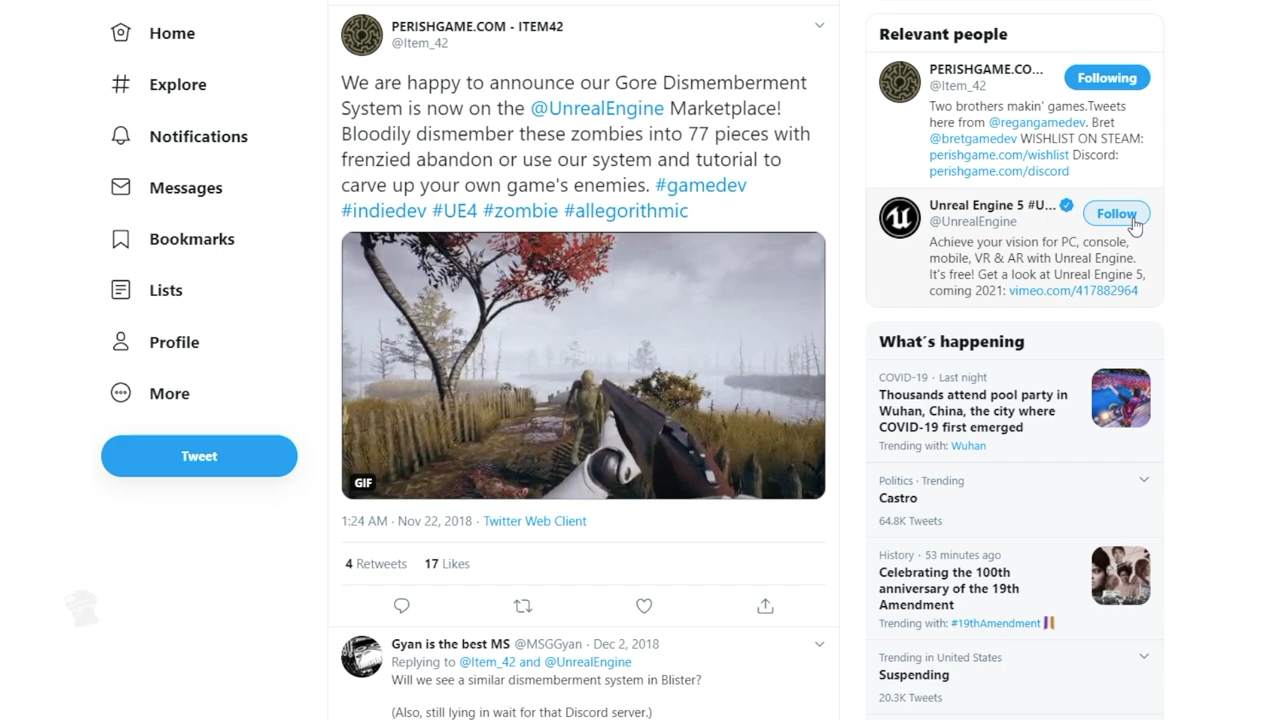 Home
Explore
Notifications
Messages
Bookmarks
Lists
Profile
More
Tweet
PERISHGAME.COM - ITEM42
@Item_42
We are happy to announce our Gore Dismemberment
System is now on the @UnrealEngine Marketplace!
Bloodily dismember these zombies into 77 pieces with
frenzied abandon or use our system and tutorial to
carve up your own game's enemies. #gamedev
#indiedev #UE4 #zombie #allegorithmic
GIF
1:24 AM · Nov 22, 2018 · Twitter Web Client
4 Retweets 17 Likes
Gyan is the best MS @MSGGyan · Dec 2, 2018
Replying to @Item_42 and @UnrealEngine
Will we see a similar dismemberment system in Blister?
(Also, still lying in wait for that Discord server.)
Relevant people
PERISHGAME.CO...
Following
@Item_42
Two brothers makin' games.Tweets
here from @regangamedev. Bret
@bretgamedev WISHLIST ON STEAM:
perishgame.com/wishlist Discord:
perishgame.com/discord
Unreal Engine 5 #U...
Follow
@UnrealEngine
Achieve your vision for PC, console,
mobile, VR & AR with Unreal Engine.
It's free! Get a look at Unreal Engine 5,
coming 2021: vimeo.com/417882964
What´s happening
COVID-19 · Last night
Thousands attend pool party in
Wuhan, China, the city where
COVID-19 first emerged
Trending with: Wuhan
Politics · Trending
Castro
64.8K Tweets
History · 53 minutes ago
Celebrating the 100th
anniversary of the 19th
Amendment
Trending with: #19thAmendment
Trending in United States
Suspending
20.3K Tweets